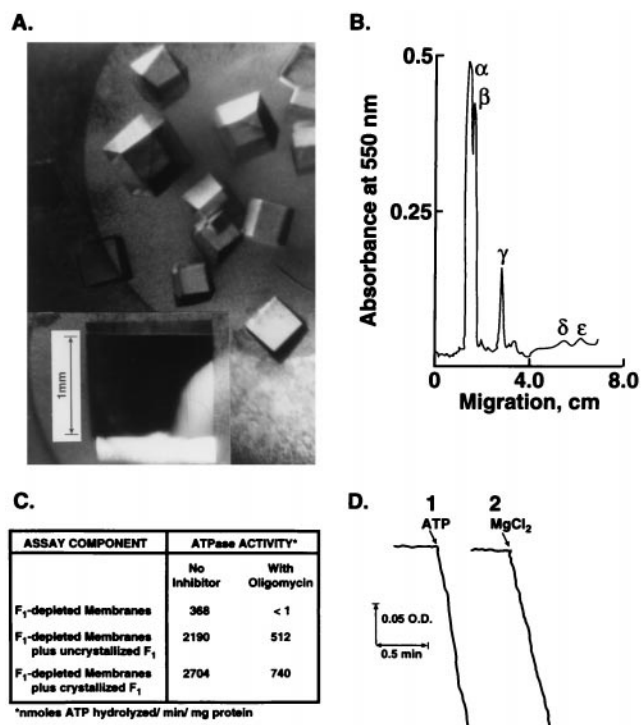 A.
1mm
B.
0.5
0.25
Absorbance at 550 nm
α
β
γ
δ ε
0 4.0 8.0
Migration, cm
C.
ASSAY COMPONENT ATPase ACTIVITY*
No Inhibitor With Oligomycin
F₁-depleted Membranes 368 < 1
F₁-depleted Membranes 2190 512
plus uncrystallized F₁
F₁-depleted Membranes 2704 740
plus crystallized F₁
*nmoles ATP hydrolyzed/ min/ mg protein
D.
1 2
ATP MgCl₂
0.05 O.D.
0.5 min